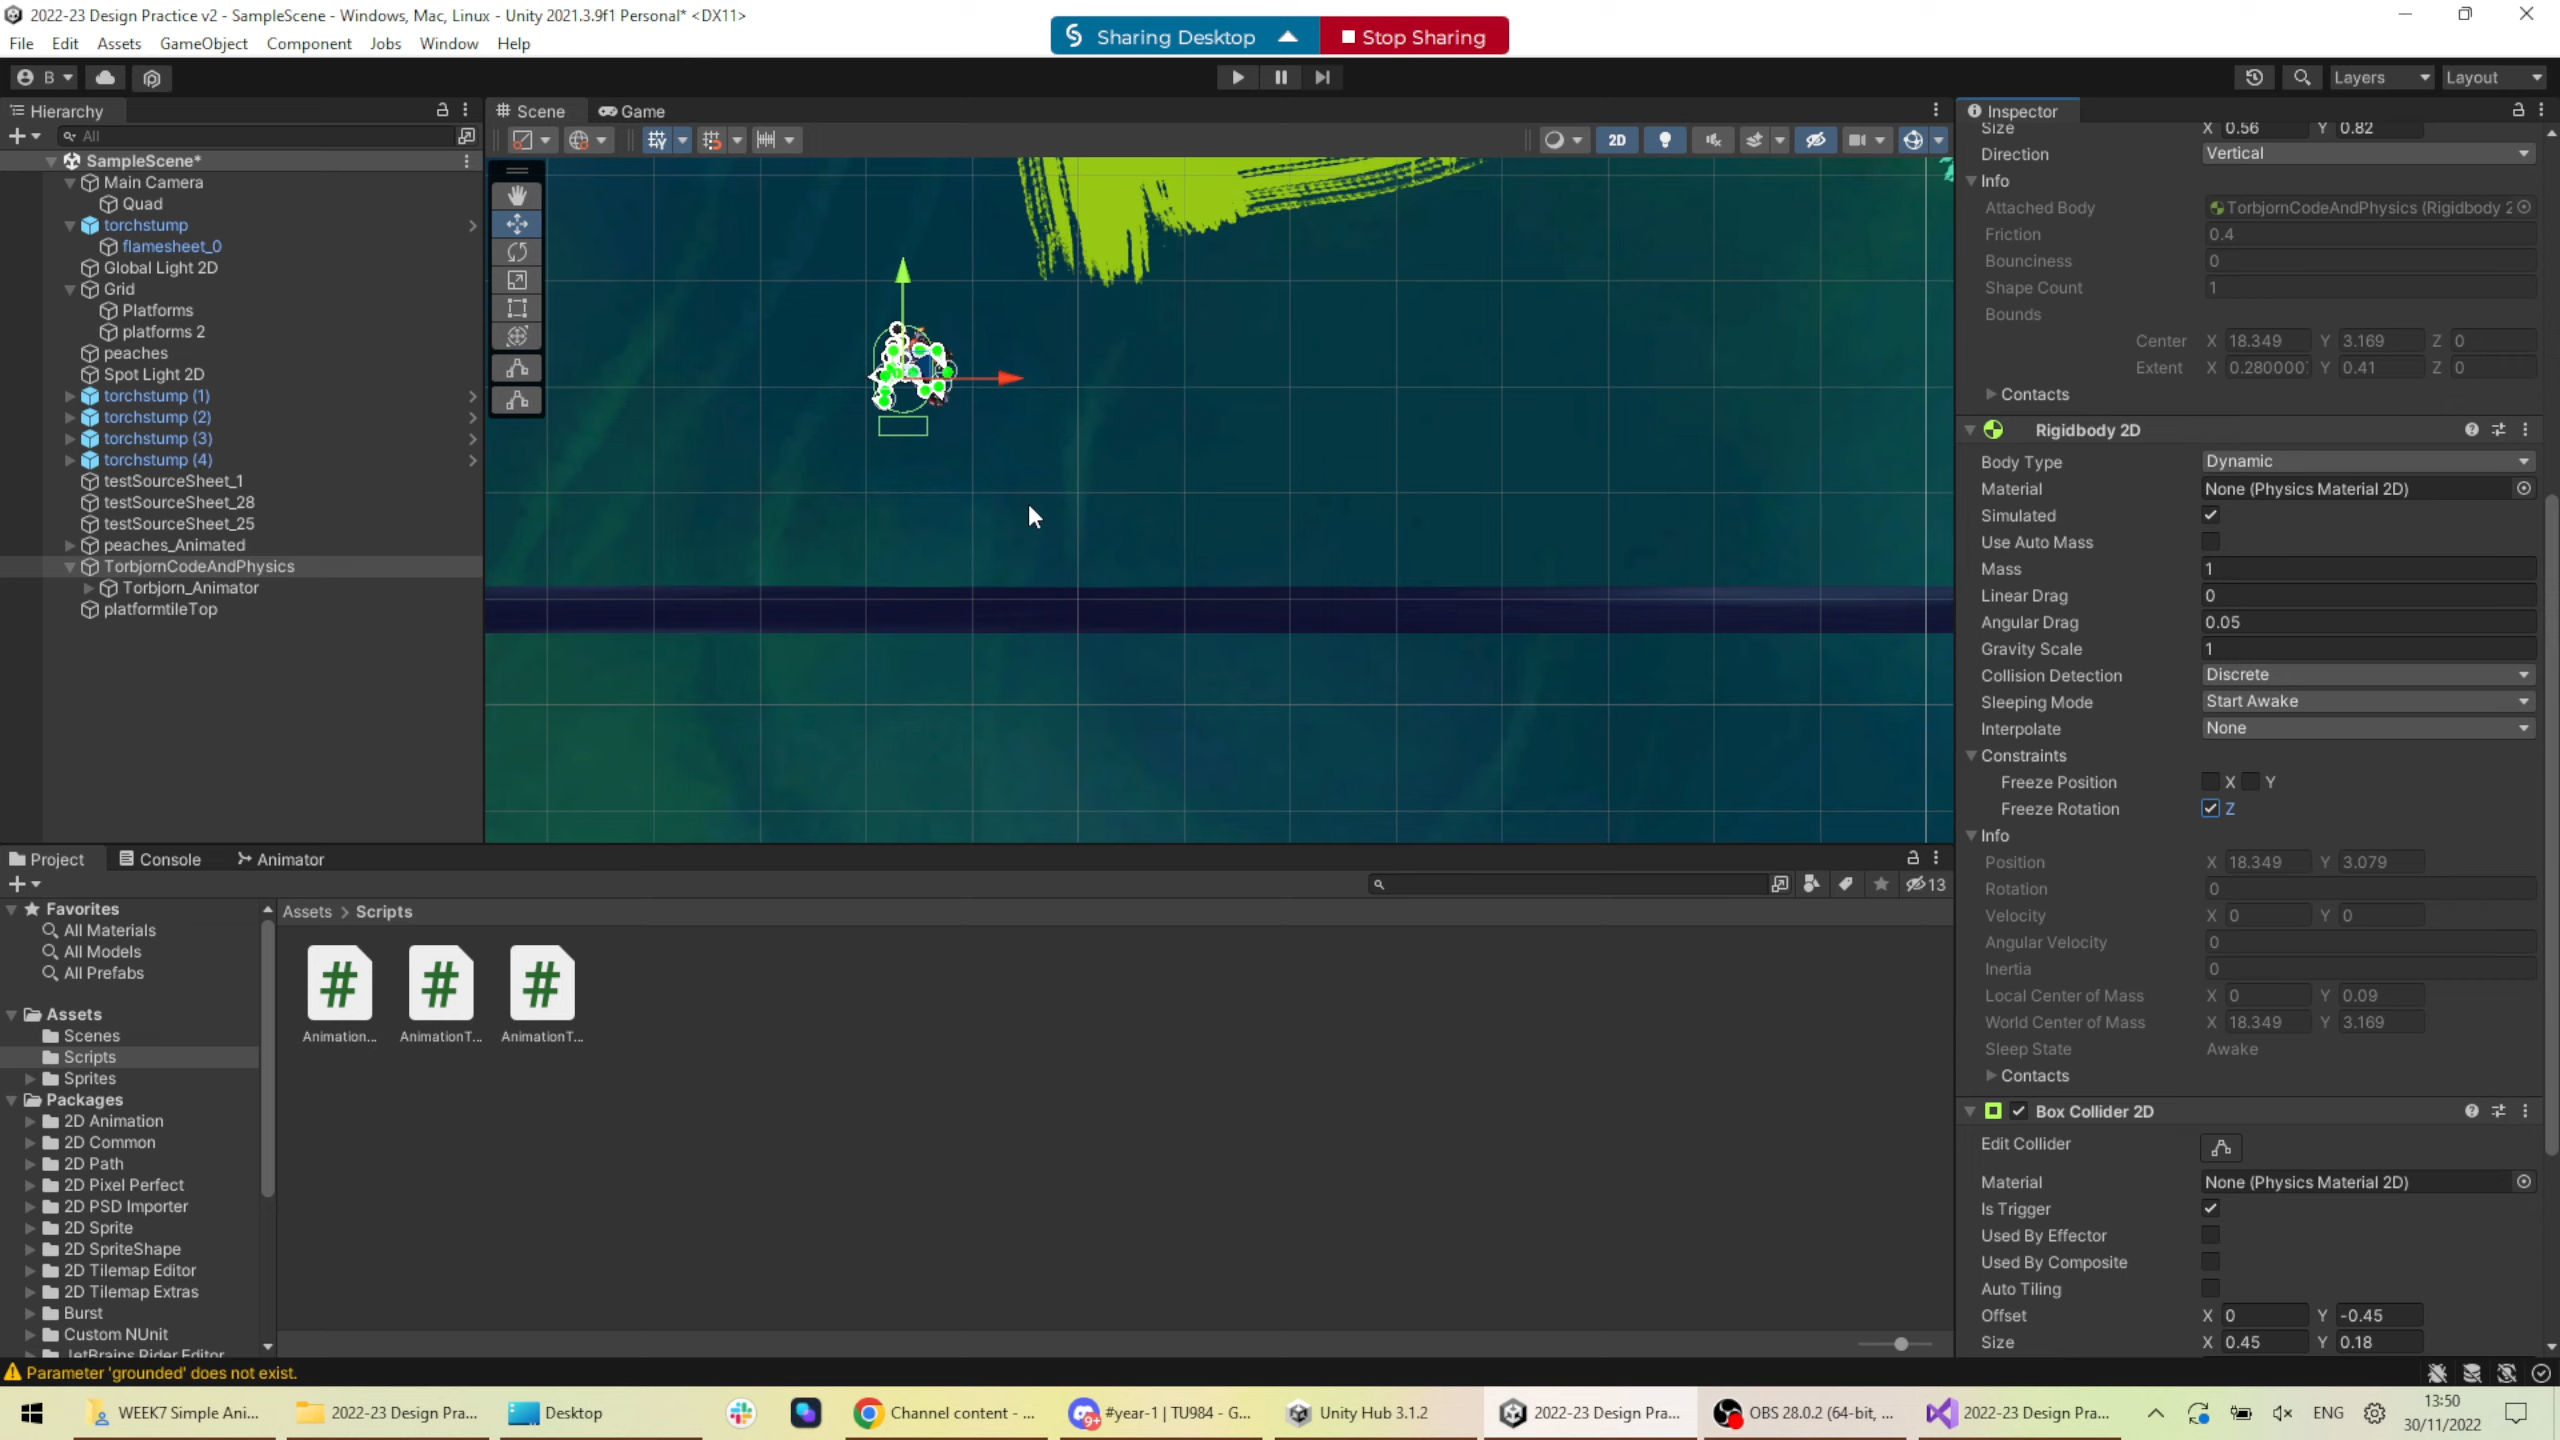 2022-23 Design Practice v2 - SampleScene - Windows, Mac, Linux - Unity 2021.3.9f1 Personal* <DX11>
Sharing Desktop
Stop Sharing
File Edit Assets GameObject Component Jobs Window Help
B
Layers
Layout
Hierarchy
Scene
Game
Inspector
All
2D
SampleScene*
Main Camera
Quad
torchstump
flamesheet_0
Global Light 2D
Grid
Platforms
platforms 2
peaches
Spot Light 2D
torchstump (1)
torchstump (2)
torchstump (3)
torchstump (4)
testSourceSheet_1
testSourceSheet_28
testSourceSheet_25
peaches_Animated
TorbjornCodeAndPhysics
Torbjorn_Animator
platformtileTop
Size X 0.56 Y 0.82
Direction Vertical
Info
Attached Body TorbjornCodeAndPhysics (Rigidbody 2
Friction 0.4
Bounciness 0
Shape Count 1
Bounds
Center X 18.349 Y 3.169 Z 0
Extent X 0.280000 Y 0.41 Z 0
Contacts
Rigidbody 2D
Body Type Dynamic
Material None (Physics Material 2D)
Simulated
Use Auto Mass
Mass 1
Linear Drag 0
Angular Drag 0.05
Gravity Scale 1
Collision Detection Discrete
Sleeping Mode Start Awake
Interpolate None
Constraints
Freeze Position X Y
Freeze Rotation Z
Info
Position X 18.349 Y 3.079
Rotation 0
Velocity X 0 Y 0
Angular Velocity 0
Inertia 0
Local Center of Mass X 0 Y 0.09
World Center of Mass X 18.349 Y 3.169
Sleep State Awake
Contacts
Box Collider 2D
Edit Collider
Material None (Physics Material 2D)
Is Trigger
Used By Effector
Used By Composite
Auto Tiling
Offset X 0 Y -0.45
Size X 0.45 Y 0.18
Project Console Animator
13
Favorites
All Materials
All Models
All Prefabs
Assets
Scenes
Scripts
Sprites
Packages
2D Animation
2D Common
2D Path
2D Pixel Perfect
2D PSD Importer
2D Sprite
2D SpriteShape
2D Tilemap Editor
2D Tilemap Extras
Burst
Custom NUnit
JetBrains Rider Editor
Assets > Scripts
# # #
Animation... AnimationT... AnimationT...
Parameter 'grounded' does not exist.
WEEK7 Simple Ani...
2022-23 Design Pra...
Desktop
Channel content - ...
9+
#year-1 | TU984 - G...
Unity Hub 3.1.2
2022-23 Design Pra...
OBS 28.0.2 (64-bit, ...
2022-23 Design Pra...
ENG
13:50
30/11/2022